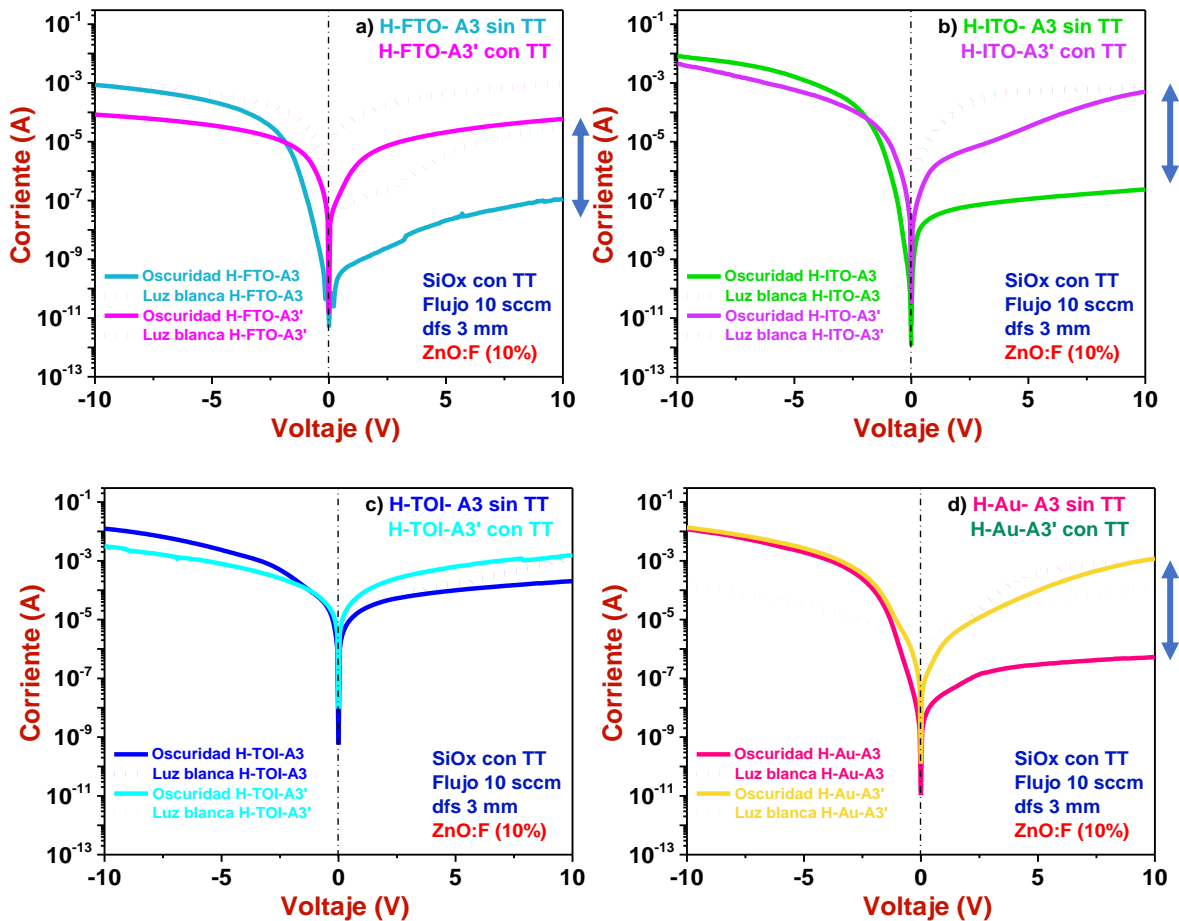 a) H-FTO- A3 sin TT
H-FTO-A3' con TT
10⁻¹
10⁻³
10⁻⁵
10⁻⁷
10⁻⁹
10⁻¹¹
10⁻¹³
Corriente (A)
Oscuridad H-FTO-A3
Luz blanca H-FTO-A3
Oscuridad H-FTO-A3'
Luz blanca H-FTO-A3'
SiOx con TT
Flujo 10 sccm
dfs 3 mm
ZnO:F (10%)
-10 -5 0 5 10
Voltaje (V)
b) H-ITO- A3 sin TT
H-ITO-A3' con TT
10⁻¹
10⁻³
10⁻⁵
10⁻⁷
10⁻⁹
10⁻¹¹
10⁻¹³
Corriente (A)
Oscuridad H-ITO-A3
Luz blanca H-ITO-A3
Oscuridad H-ITO-A3'
Luz blanca H-ITO-A3'
SiOx con TT
Flujo 10 sccm
dfs 3 mm
ZnO:F (10%)
-10 -5 0 5 10
Voltaje (V)
c) H-TOI- A3 sin TT
H-TOI-A3' con TT
10⁻¹
10⁻³
10⁻⁵
10⁻⁷
10⁻⁹
10⁻¹¹
10⁻¹³
Corriente (A)
Oscuridad H-TOI-A3
Luz blanca H-TOI-A3
Oscuridad H-TOI-A3'
Luz blanca H-TOI-A3'
SiOx con TT
Flujo 10 sccm
dfs 3 mm
ZnO:F (10%)
-10 -5 0 5 10
Voltaje (V)
d) H-Au- A3 sin TT
H-Au-A3' con TT
10⁻¹
10⁻³
10⁻⁵
10⁻⁷
10⁻⁹
10⁻¹¹
10⁻¹³
Corriente (A)
Oscuridad H-Au-A3
Luz blanca H-Au-A3
Oscuridad H-Au-A3'
Luz blanca H-Au-A3'
SiOx con TT
Flujo 10 sccm
dfs 3 mm
ZnO:F (10%)
-10 -5 0 5 10
Voltaje (V)